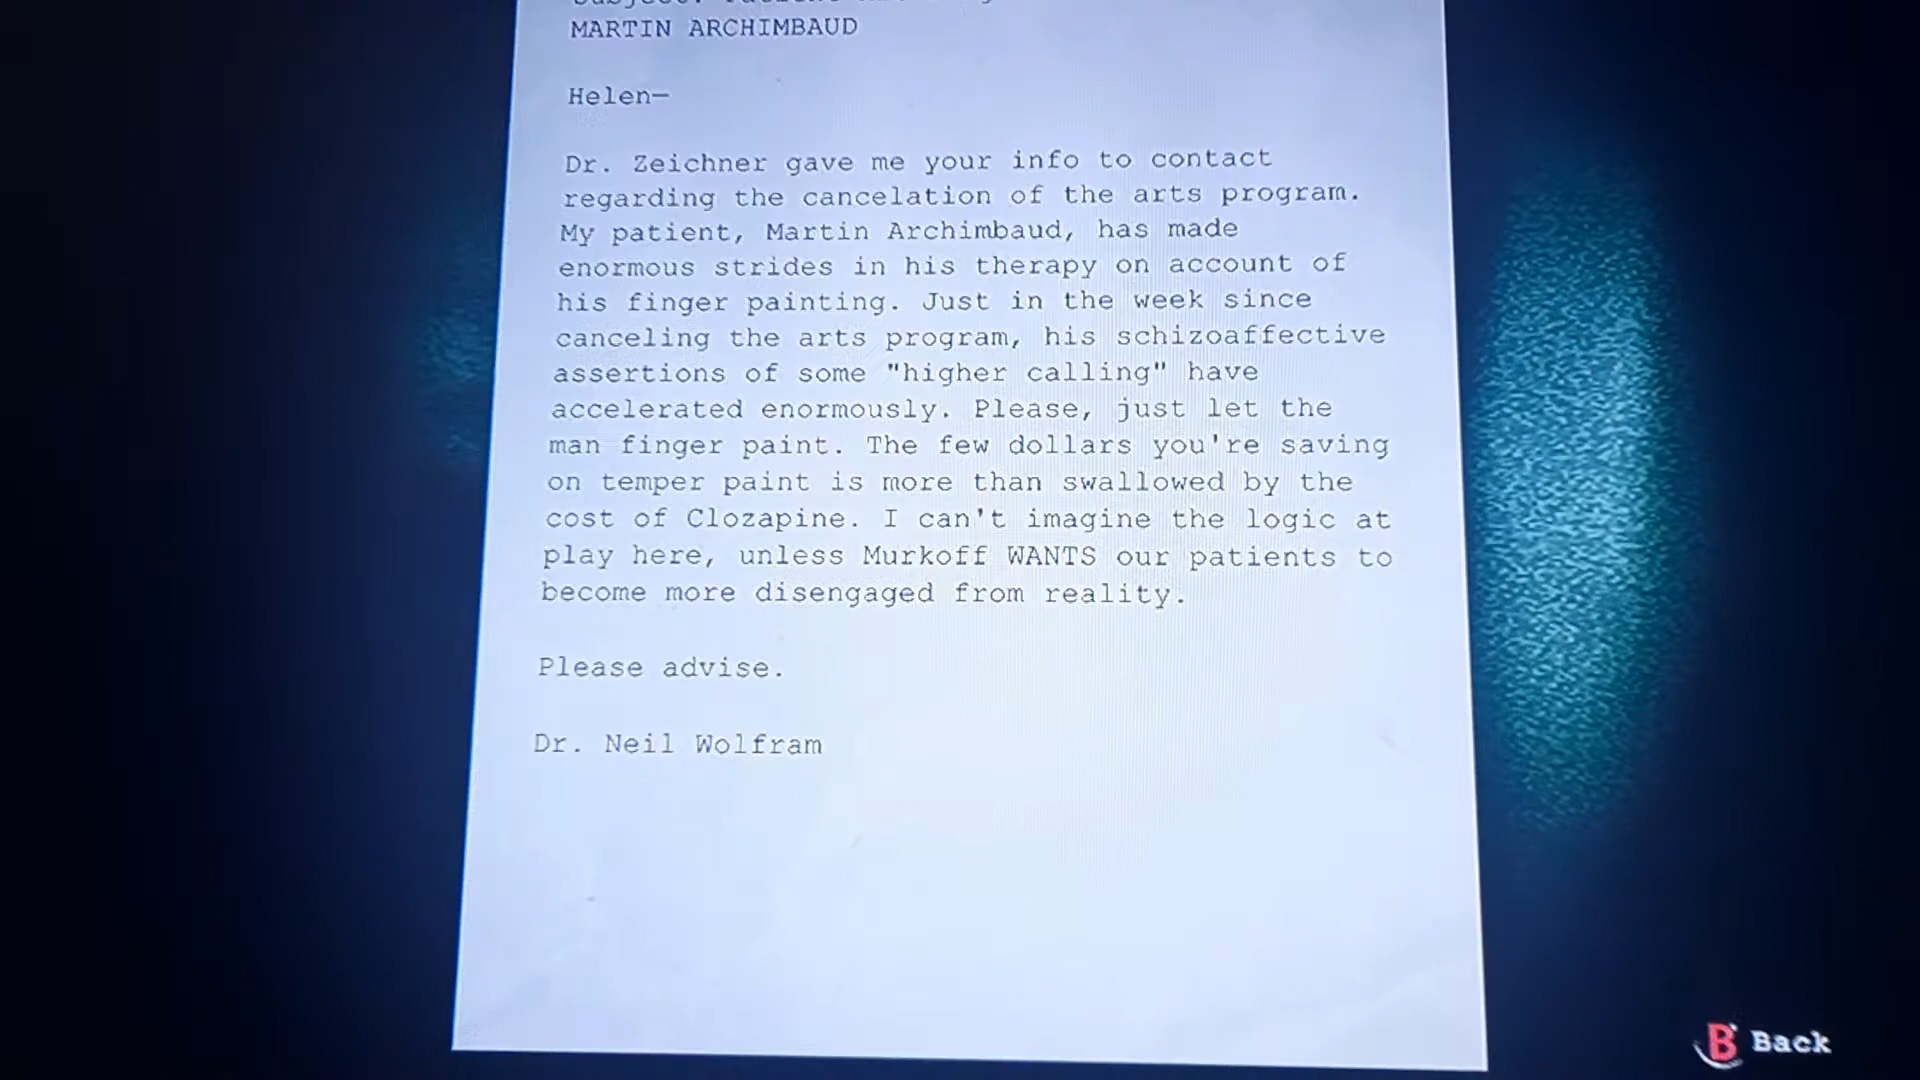 MARTIN ARCHIMBAUD
Helen—
Dr. Zeichner gave me your info to contact
regarding the cancelation of the arts program.
My patient, Martin Archimbaud, has made
enormous strides in his therapy on account of
his finger painting. Just in the week since
canceling the arts program, his schizoaffective
assertions of some "higher calling" have
accelerated enormously. Please, just let the
man finger paint. The few dollars you're saving
on temper paint is more than swallowed by the
cost of Clozapine. I can't imagine the logic at
play here, unless Murkoff WANTS our patients to
become more disengaged from reality.
Please advise.
Dr. Neil Wolfram
B Back